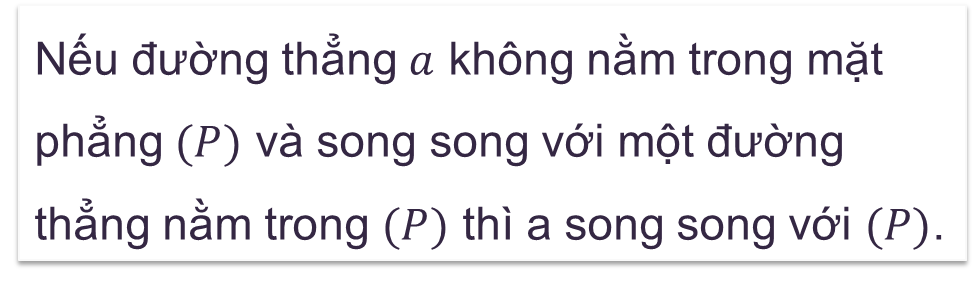 Nếu đường thẳng a không nằm trong mặt
phẳng (P) và song song với một đường
thẳng nằm trong (P) thì a song song với (P).